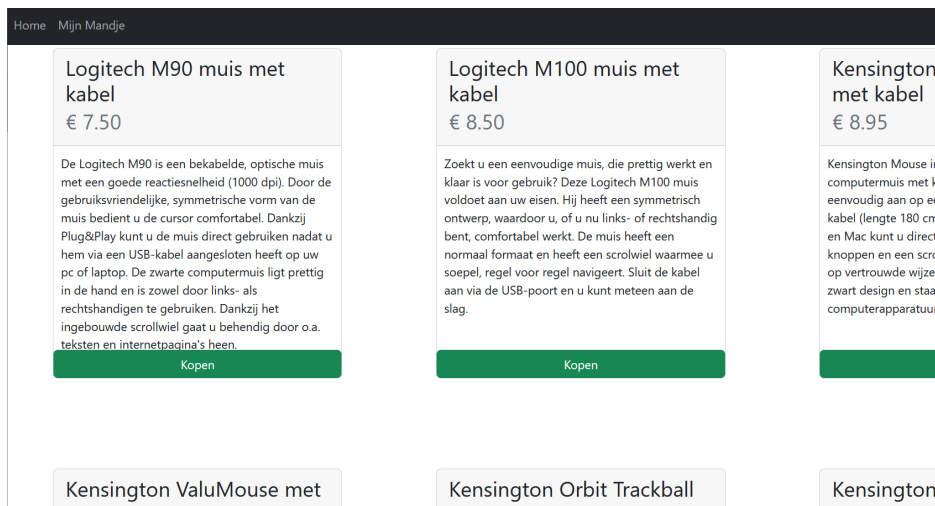 Home Mijn Mandje
Logitech M90 muis met
kabel
€ 7.50
De Logitech M90 is een bekabelde, optische muis
met een goede reactiesnelheid (1000 dpi). Door de
gebruiksvriendelijke, symmetrische vorm van de
muis bedient u de cursor comfortabel. Dankzij
Plug&Play kunt u de muis direct gebruiken nadat u
hem via een USB-kabel aangesloten heeft op uw
pc of laptop. De zwarte computermuis ligt prettig
in de hand en is zowel door links- als
rechtshandigen te gebruiken. Dankzij het
ingebouwde scrollwiel gaat u behendig door o.a.
teksten en internetpagina's heen.
Kopen
Logitech M100 muis met
kabel
€ 8.50
Zoekt u een eenvoudige muis, die prettig werkt en
klaar is voor gebruik? Deze Logitech M100 muis
voldoet aan uw eisen. Hij heeft een symmetrisch
ontwerp, waardoor u, of u nu links- of rechtshandig
bent, comfortabel werkt. De muis heeft een
normaal formaat en heeft een scrolwiel waarmee u
soepel, regel voor regel navigeert. Sluit de kabel
aan via de USB-poort en u kunt meteen aan de
slag.
Kopen
Kensington
met kabel
€ 8.95
Kensington Mouse i
computermuis met
eenvoudig aan op e
kabel (lengte 180 cm
en Mac kunt u direct
knoppen en een scro
op vertrouwde wijze
zwart design en staa
computerapparatuu
Kensington ValuMouse met
Kensington Orbit Trackball
Kensington